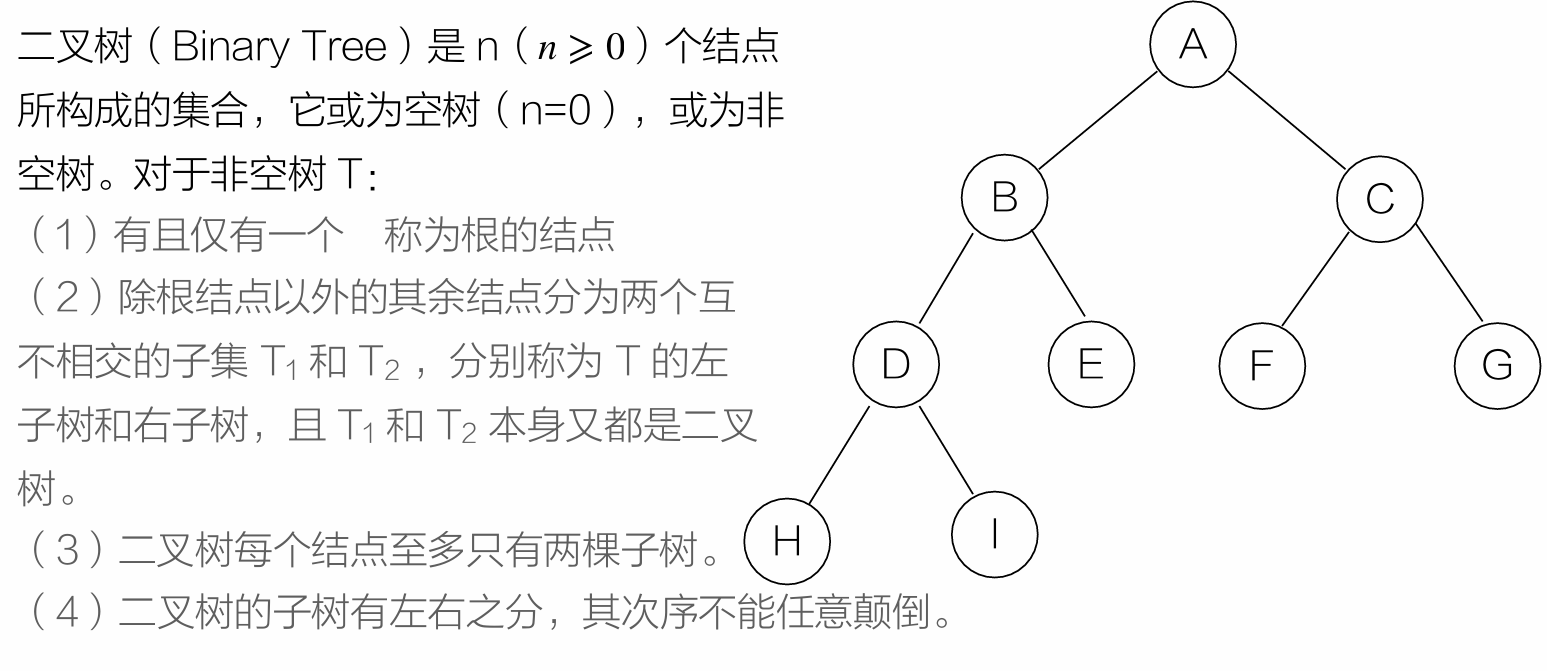 二叉树（Binary Tree）是 n（n ⩾ 0）个结点
所构成的集合，它或为空树（n=0），或为非
空树。对于非空树 T：
（1）有且仅有一个 称为根的结点
（2）除根结点以外的其余结点分为两个互
不相交的子集 T₁ 和 T₂ ，分别称为 T 的左
子树和右子树，且 T₁ 和 T₂ 本身又都是二叉
树。
（3）二叉树每个结点至多只有两棵子树。
（4）二叉树的子树有左右之分，其次序不能任意颠倒。
A
B C
D E F G
H I